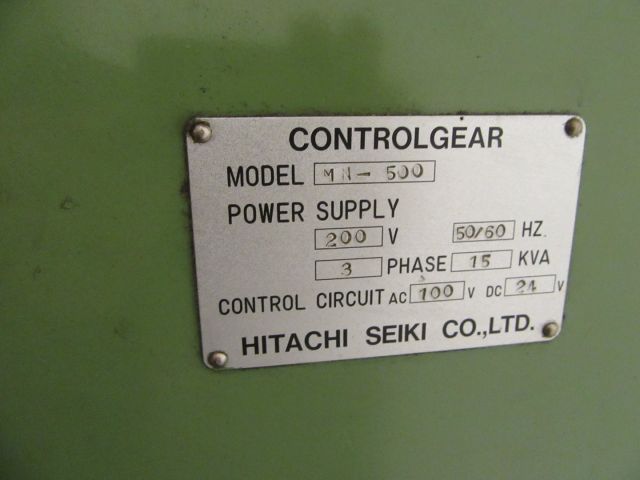 CONTROLGEAR
MODEL MH-500
POWER SUPPLY
200 V 50/60 HZ.
3 PHASE 15 KVA
CONTROL CIRCUIT AC 100 V DC 24 V
HITACHI SEIKI CO.,LTD.